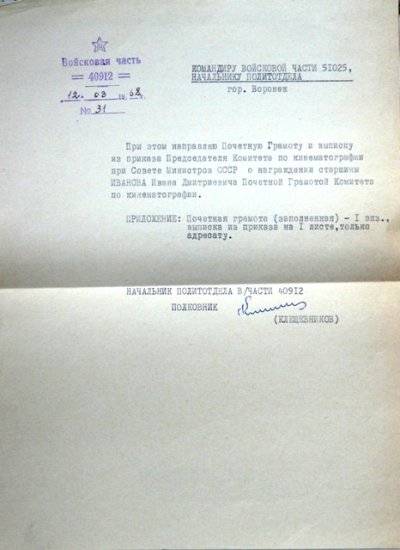 Войсковая часть
= 40912 =
12. 03 1968 г.
№ 31
КОМАНДИРУ ВОЙСКОВОЙ ЧАСТИ 51025,
НАЧАЛЬНИКУ ПОЛИТОТДЕЛА
гор. Воронеж
При этом направляю Почетную Грамоту и выписку
из приказа Председателя Комитета по кинематографии
при Совете Министров СССР о награждении старшины
ИВАНОВА Ивана Дмитриевича Почетной Грамотой Комитета
по кинематографии.
ПРИЛОЖЕНИЕ: Почетная грамота (заполненная) - I экз.,
выписка из приказа на I листе,только
адресату.
НАЧАЛЬНИК ПОЛИТОТДЕЛА В/ЧАСТИ 40912
ПОЛКОВНИК
(КЛЕЩЕВНИКОВ)